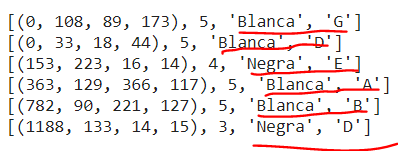 [(0, 108, 89, 173), 5, 'Blanca', 'G']
[(0, 33, 18, 44), 5, 'Blanca', 'D']
[(153, 223, 16, 14), 4, 'Negra', 'E']
[(363, 129, 366, 117), 5, 'Blanca', 'A']
[(782, 90, 221, 127), 5, 'Blanca', 'B']
[(1188, 133, 14, 15), 3, 'Negra', 'D']